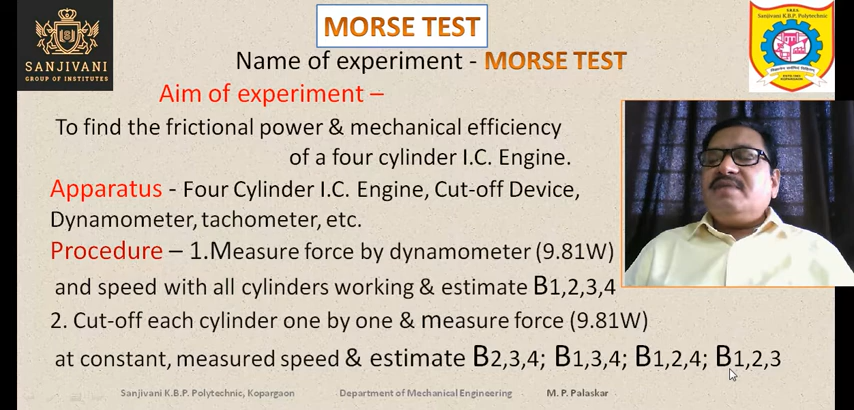 MORSE TEST
SANJIVANI
GROUP OF INSTITUTES
Sanjivani K.B.P. Polytechnic
Name of experiment - MORSE TEST
Aim of experiment –
To find the frictional power & mechanical efficiency
of a four cylinder I.C. Engine.
Apparatus - Four Cylinder I.C. Engine, Cut-off Device,
Dynamometer, tachometer, etc.
Procedure – 1.Measure force by dynamometer (9.81W)
and speed with all cylinders working & estimate B1,2,3,4
2. Cut-off each cylinder one by one & measure force (9.81W)
at constant, measured speed & estimate B2,3,4; B1,3,4; B1,2,4; B1,2,3
Sanjivani K.B.P. Polytechnic, Kopargaon Department of Mechanical Engineering M. P. Palaskar